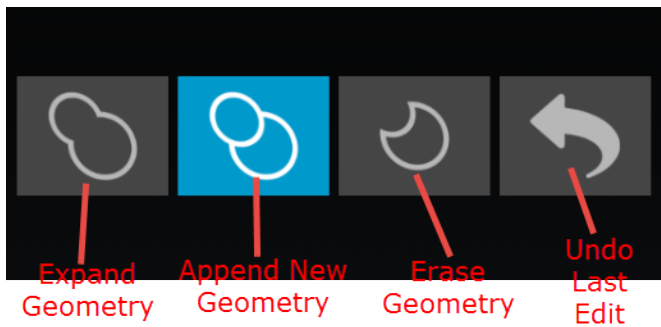 Expand
Geometry
Append New
Geometry
Erase
Geometry
Undo
Last
Edit